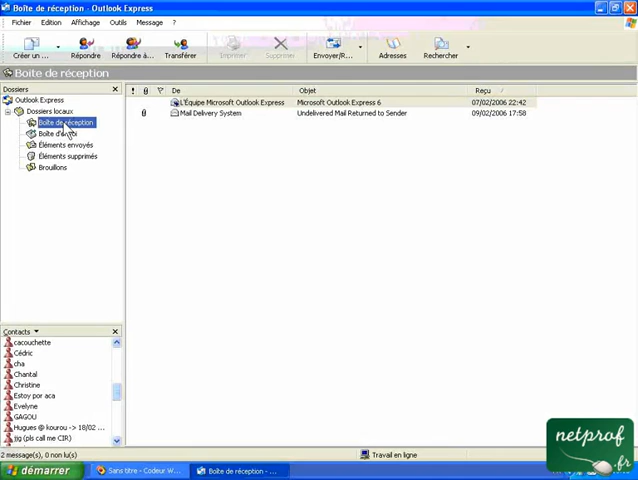 Boîte de réception - Outlook Express
Fichier Edition Affichage Outils Message ?
Créer un ... Répondre Répondre à... Transférer Imprimer Supprimer Envoyer/R... Adresses Rechercher
Boîte de réception
Dossiers
! De Objet Reçu
Outlook Express
Dossiers locaux
Boîte de réception
Boîte d'envoi
Éléments envoyés
Éléments supprimés
Brouillons
L'Équipe Microsoft Outlook Express Microsoft Outlook Express 6 07/02/2006 22:42
Mail Delivery System Undelivered Mail Returned to Sender 09/02/2006 17:58
Contacts
cacouchette
Cédric
cha
Chantal
Christine
Estoy por aca
Evelyne
GAGOU
Hugues @ kourou -> 18/02 ...
jjg (pls call me CIR)
2 message(s), 0 non lu(s) Travail en ligne
démarrer Sans titre - Codeur W... Boîte de réception - ...
netprof
.fr